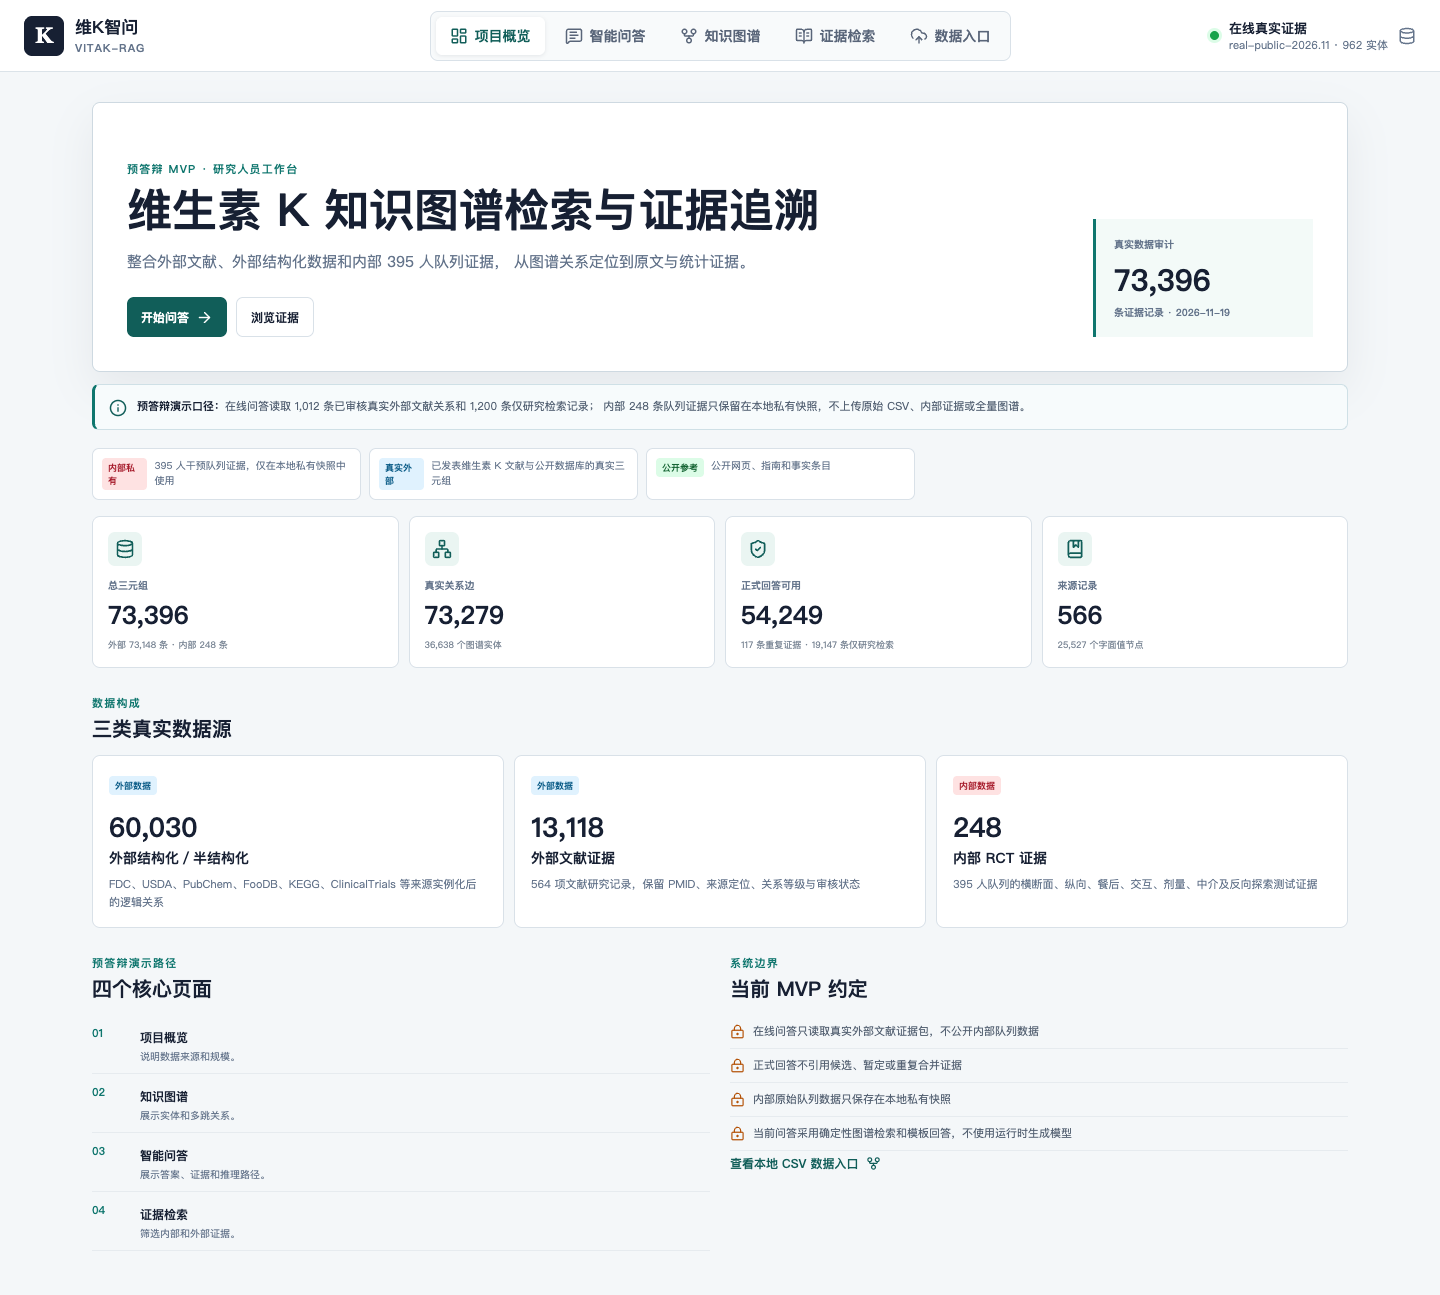 K
维K智问
VITAK-RAG
项目概览
智能问答
知识图谱
证据检索
数据入口
在线真实证据
real-public-2026.11 · 962 实体
预答辩 MVP · 研究人员工作台
维生素 K 知识图谱检索与证据追溯
整合外部文献、外部结构化数据和内部 395 人队列证据， 从图谱关系定位到原文与统计证据。
开始问答
浏览证据
真实数据审计
73,396
条证据记录 · 2026-11-19
预答辩演示口径：在线问答读取 1,012 条已审核真实外部文献关系和 1,200 条仅研究检索记录； 内部 248 条队列证据只保留在本地私有快照，不上传原始 CSV、内部证据或全量图谱。
内部私
有
395 人干预队列证据，仅在本地私有快照中
使用
真实外
部
已发表维生素 K 文献与公开数据库的真实三
元组
公开参考
公开网页、指南和事实条目
总三元组
73,396
外部 73,148 条 · 内部 248 条
真实关系边
73,279
36,638 个图谱实体
正式回答可用
54,249
117 条重复证据 · 19,147 条仅研究检索
来源记录
566
25,527 个字面值节点
数据构成
三类真实数据源
外部数据
60,030
外部结构化 / 半结构化
FDC、USDA、PubChem、FooDB、KEGG、ClinicalTrials 等来源实例化后
的逻辑关系
外部数据
13,118
外部文献证据
564 项文献研究记录，保留 PMID、来源定位、关系等级与审核状态
内部数据
248
内部 RCT 证据
395 人队列的横断面、纵向、餐后、交互、剂量、中介及反向探索测试证据
预答辩演示路径
四个核心页面
01
项目概览
说明数据来源和规模。
02
知识图谱
展示实体和多跳关系。
03
智能问答
展示答案、证据和推理路径。
04
证据检索
筛选内部和外部证据。
系统边界
当前 MVP 约定
在线问答只读取真实外部文献证据包，不公开内部队列数据
正式回答不引用候选、暂定或重复合并证据
内部原始队列数据只保存在本地私有快照
当前问答采用确定性图谱检索和模板回答，不使用运行时生成模型
查看本地 CSV 数据入口